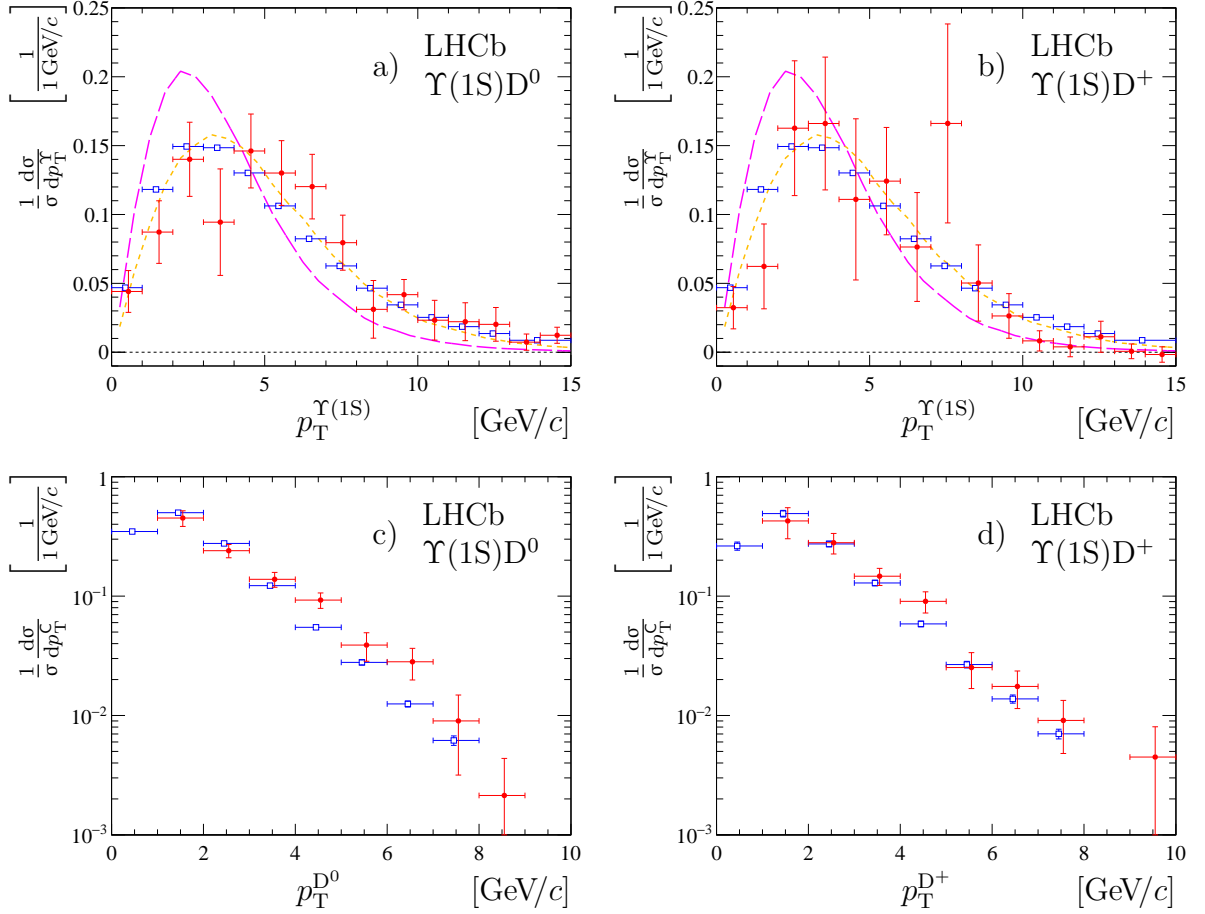 [1/(1 GeV/c)]
1/σ dσ/dp_T^Υ
0.25
0.2
0.15
0.1
0.05
0
a)
LHCb
Υ(1S)D⁰
0 5 10 15
p_T^Υ(1S) [GeV/c]
[1/(1 GeV/c)]
1/σ dσ/dp_T^Υ
0.25
0.2
0.15
0.1
0.05
0
b)
LHCb
Υ(1S)D⁺
0 5 10 15
p_T^Υ(1S) [GeV/c]
[1/(1 GeV/c)]
1/σ dσ/dp_T^C
1
10⁻¹
10⁻²
10⁻³
c)
LHCb
Υ(1S)D⁰
0 2 4 6 8 10
p_T^D⁰ [GeV/c]
[1/(1 GeV/c)]
1/σ dσ/dp_T^C
1
10⁻¹
10⁻²
10⁻³
d)
LHCb
Υ(1S)D⁺
0 2 4 6 8 10
p_T^D⁺ [GeV/c]